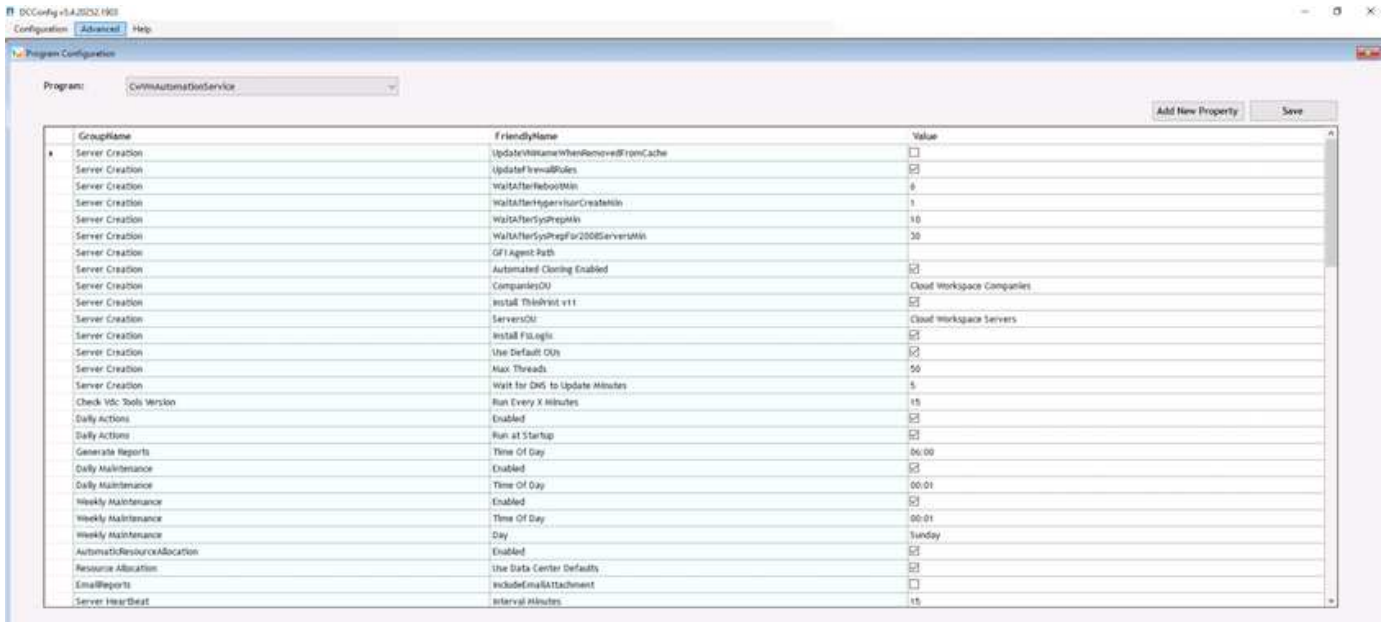 DCConfig v5.4.20252.1903
Configuration Advanced Help
Program Configuration
Program: CwVmAutomationService
Add New Property Save
GroupName FriendlyName Value
Server Creation UpdateVMNameWhenRemovedFromCache
Server Creation UpdateFirewallRules
Server Creation WaitAfterRebootMin 6
Server Creation WaitAfterHypervisorCreateMin 1
Server Creation WaitAfterSysPrepMin 10
Server Creation WaitAfterSysPrepFor2008ServersMin 30
Server Creation GFI Agent Path
Server Creation Automated Cloning Enabled
Server Creation CompaniesOU Cloud Workspace Companies
Server Creation Install ThinPrint v11
Server Creation ServersOU Cloud Workspace Servers
Server Creation Install FsLogix
Server Creation Use Default OUs
Server Creation Max Threads 50
Server Creation Wait for DNS to Update Minutes 5
Check Vdc Tools Version Run Every X Minutes 15
Daily Actions Enabled
Daily Actions Run at Startup
Generate Reports Time Of Day 06:00
Daily Maintenance Enabled
Daily Maintenance Time Of Day 00:01
Weekly Maintenance Enabled
Weekly Maintenance Time Of Day 00:01
Weekly Maintenance Day Sunday
AutomaticResourceAllocation Enabled
Resource Allocation Use Data Center Defaults
EmailReports IncludeEmailAttachment
Server Heartbeat Interval Minutes 15